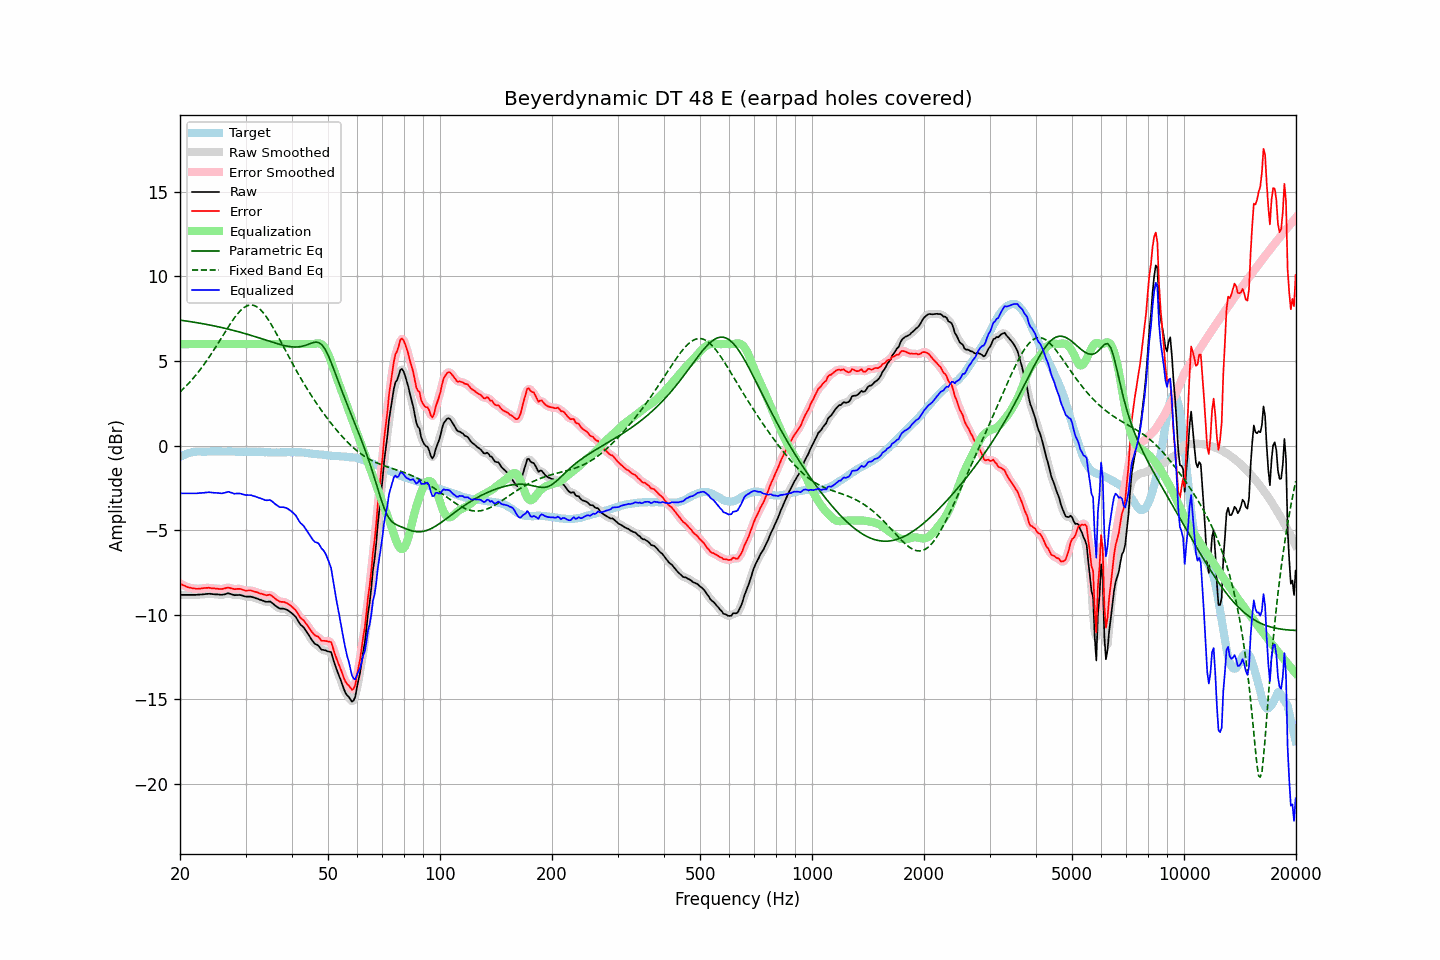 Beyerdynamic DT 48 E (earpad holes covered)
Target
Raw Smoothed
Error Smoothed
Raw
Error
Equalization
Parametric Eq
Fixed Band Eq
Equalized
15
10
5
0
−5
−10
−15
−20
Amplitude (dBr)
20
50
100
200
500
1000
2000
5000
10000
20000
Frequency (Hz)